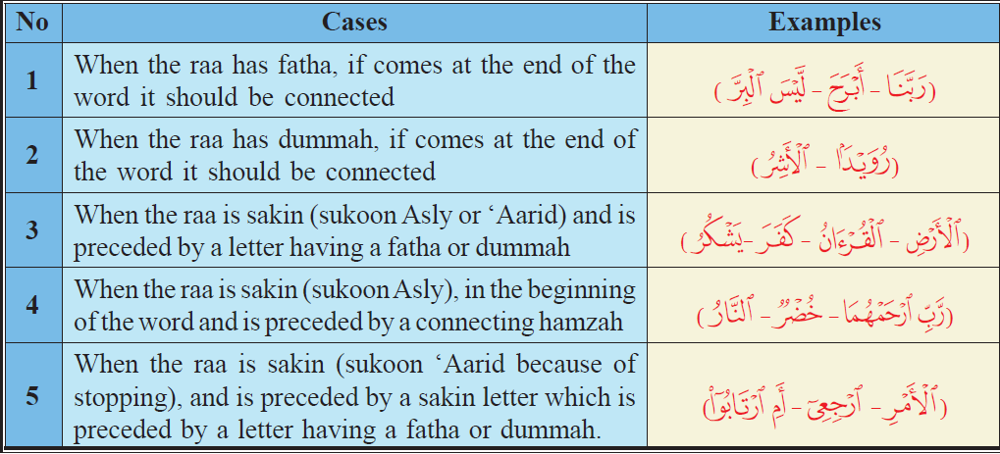 No Cases Examples
1
When the raa has fatha, if comes at the end of the
word it should be connected
(رَبَّنَا - أَبۡرَحَ - لَّيۡسَ ٱلۡبِرَّ)
2
When the raa has dummah, if comes at the end of
the word it should be connected
(رُوَيۡدَۢا - ٱلۡأَشِرُ)
3
When the raa is sakin (sukoon Asly or ‘Aarid) and is
preceded by a letter having a fatha or dummah
(ٱلۡأَرۡضِ - ٱلۡقُرۡءَانُ - كَفَرَ -يَشۡكُرُ)
4
When the raa is sakin (sukoon Asly), in the beginning
of the word and is preceded by a connecting hamzah
(رَّبِّ ٱرۡحَمۡهُمَا - خُضۡرٞ - ٱلنَّارُ)
5
When the raa is sakin (sukoon ‘Aarid because of
stopping), and is preceded by a sakin letter which is
preceded by a letter having a fatha or dummah.
(ٱلۡأَمۡرِ - ٱرۡجِعِيٓ - أَمِ ٱرۡتَابُوٓاْ)